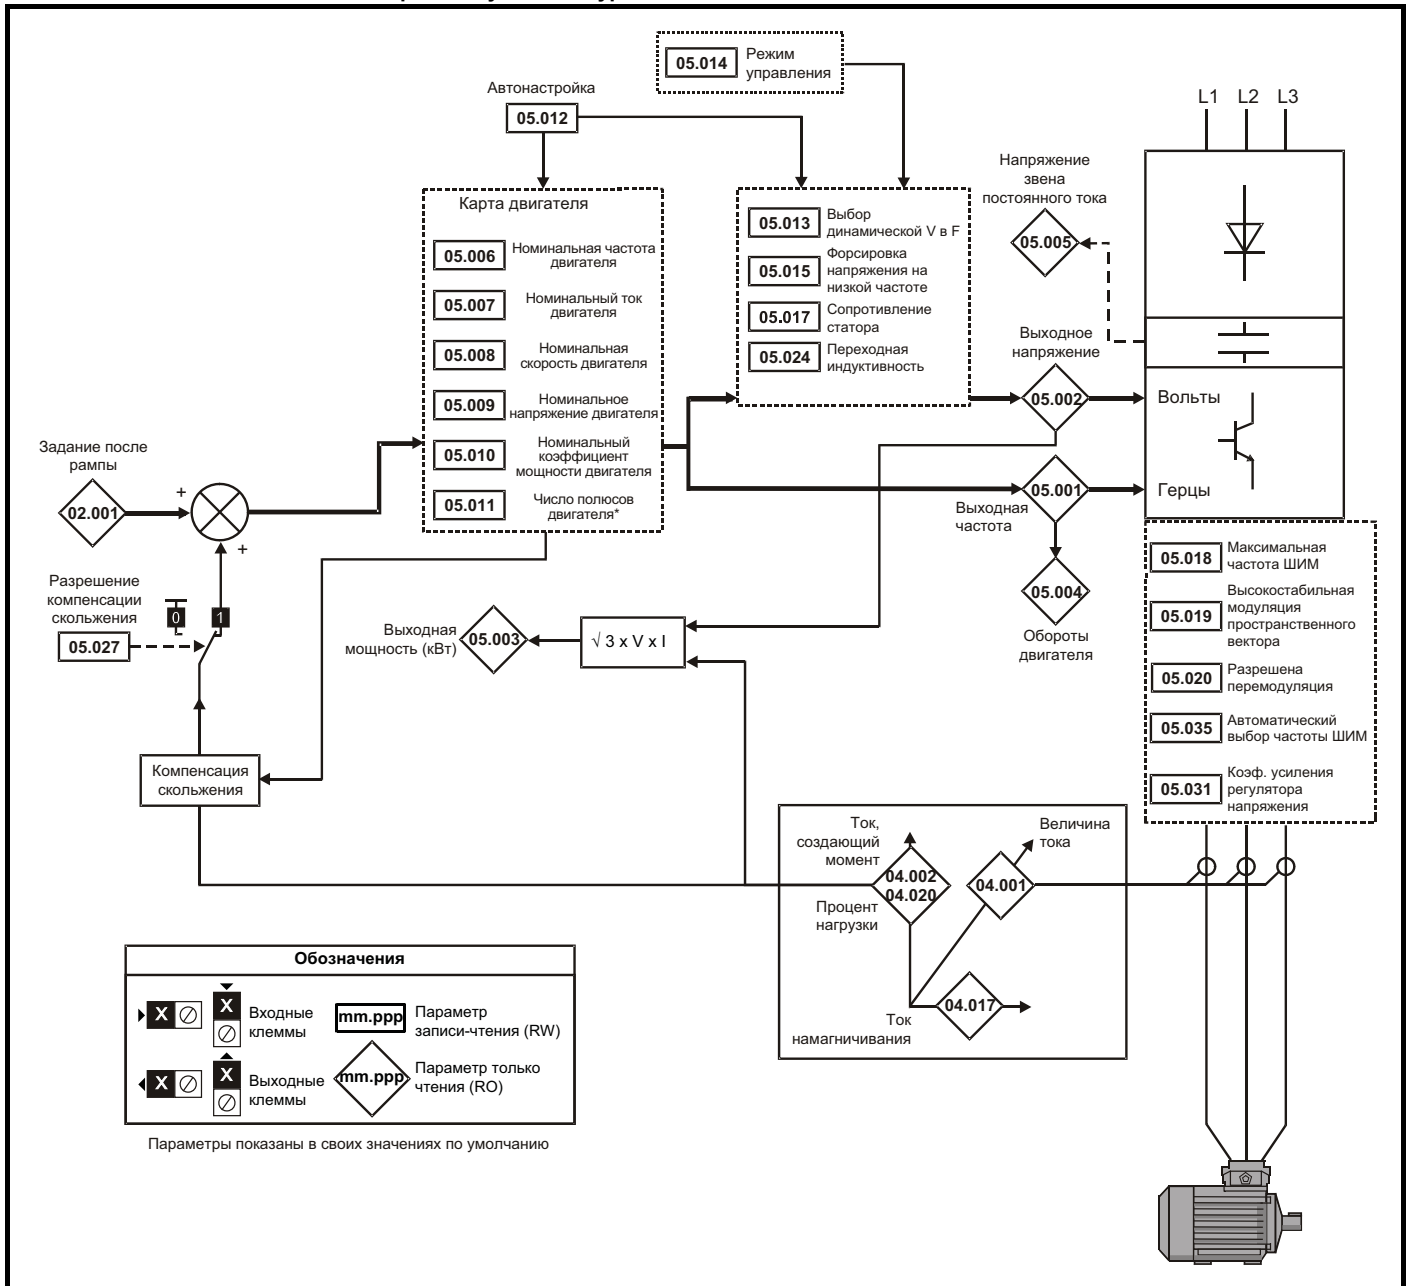 05.014
Режим
управления
Автонастройка
05.012
L1 L2 L3
Напряжение
звена
постоянного тока
05.005
Карта двигателя
05.006
Номинальная частота
двигателя
05.007
Номинальный ток
двигателя
05.008
Номинальная
скорость двигателя
05.009
Номинальное
напряжение двигателя
05.010
Номинальный
коэффициент
мощности двигателя
05.011
Число полюсов
двигателя*
05.013
Выбор
динамической V в F
05.015
Форсировка
напряжения на
низкой частоте
05.017
Сопротивление
статора
05.024
Переходная
индуктивность
Выходное
напряжение
05.002
Вольты
05.001
Герцы
Выходная
частота
05.004
Обороты
двигателя
Задание после
рампы
02.001
+
+
Разрешение
компенсации
скольжения
05.027
0 1
Выходная
мощность (кВт)
05.003
√ 3 x V x I
Компенсация
скольжения
05.018
Максимальная
частота ШИМ
05.019
Высокостабильная
модуляция
пространственного
вектора
05.020
Разрешена
перемодуляция
05.035
Автоматический
выбор частоты ШИМ
05.031
Коэф. усиления
регулятора
напряжения
Ток,
создающий
момент
04.002
04.020
Процент
нагрузки
Величина
тока
04.001
04.017
Ток
намагничивания
Обозначения
X
X
Входные
клеммы
mm.ppp
Параметр
записи-чтения (RW)
X
X
Выходные
клеммы
mm.ppp
Параметр только
чтения (RO)
Параметры показаны в своих значениях по умолчанию